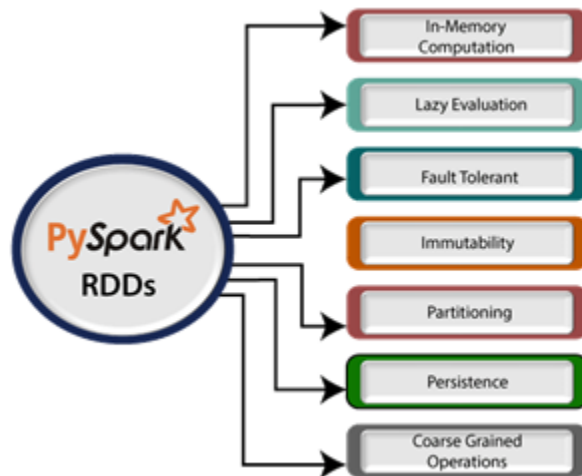 PySpark
RDDs
In-Memory
Computation
Lazy Evaluation
Fault Tolerant
Immutability
Partitioning
Persistence
Coarse Grained
Operations